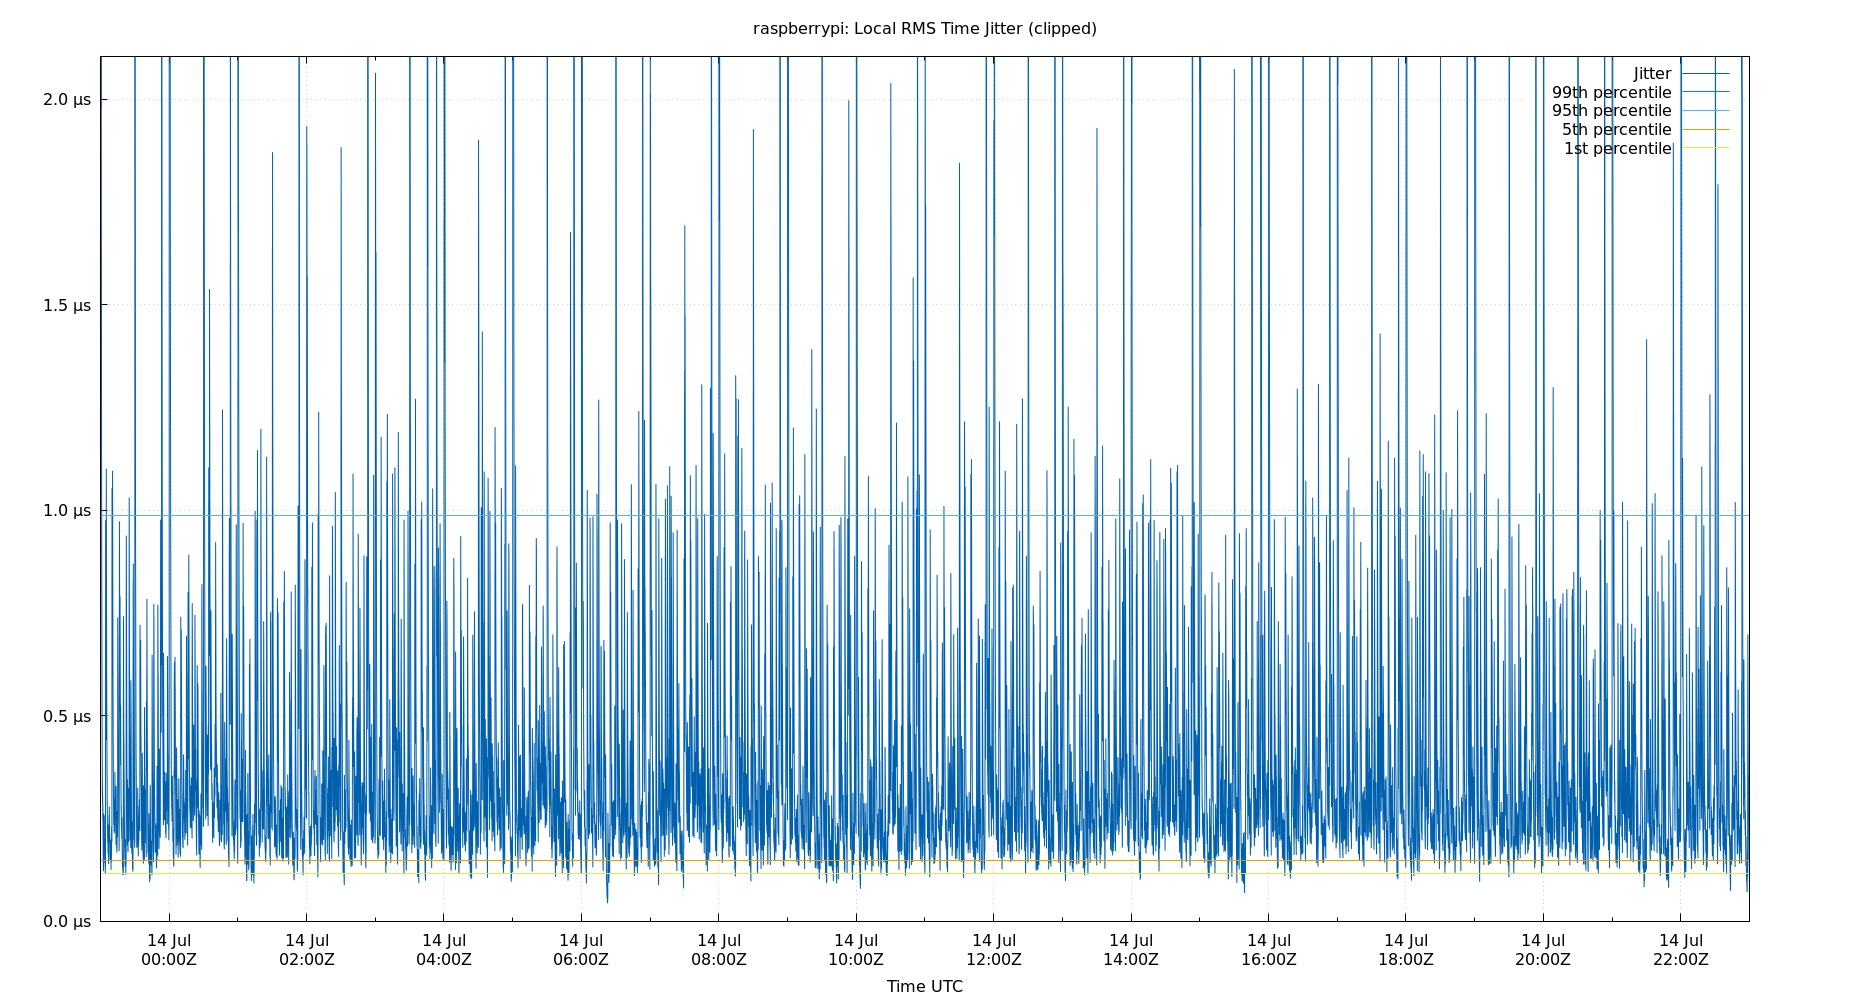 raspberrypi: Local RMS Time Jitter (clipped)
Jitter
99th percentile
95th percentile
5th percentile
1st percentile
2.0 µs
1.5 µs
1.0 µs
0.5 µs
0.0 µs
14 Jul 14 Jul 14 Jul 14 Jul 14 Jul 14 Jul 14 Jul 14 Jul 14 Jul 14 Jul 14 Jul 14 Jul
00:00Z 02:00Z 04:00Z 06:00Z 08:00Z 10:00Z 12:00Z 14:00Z 16:00Z 18:00Z 20:00Z 22:00Z
Time UTC